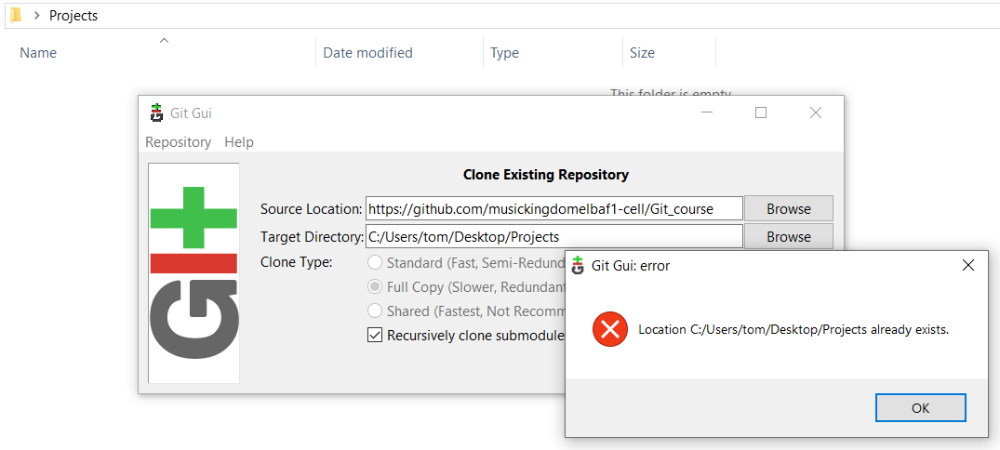 Projects
Name Date modified Type Size
This folder is empty
Git Gui
Repository Help
GIt
Clone Existing Repository
Source Location: https://github.com/musickingdomelbaf1-cell/Git_course Browse
Target Directory: C:/Users/tom/Desktop/Projects Browse
Clone Type: Standard (Fast, Semi-Redund
Full Copy (Slower, Redundant
Shared (Fastest, Not Recomm
Recursively clone submodule
Git Gui: error
Location C:/Users/tom/Desktop/Projects already exists.
OK